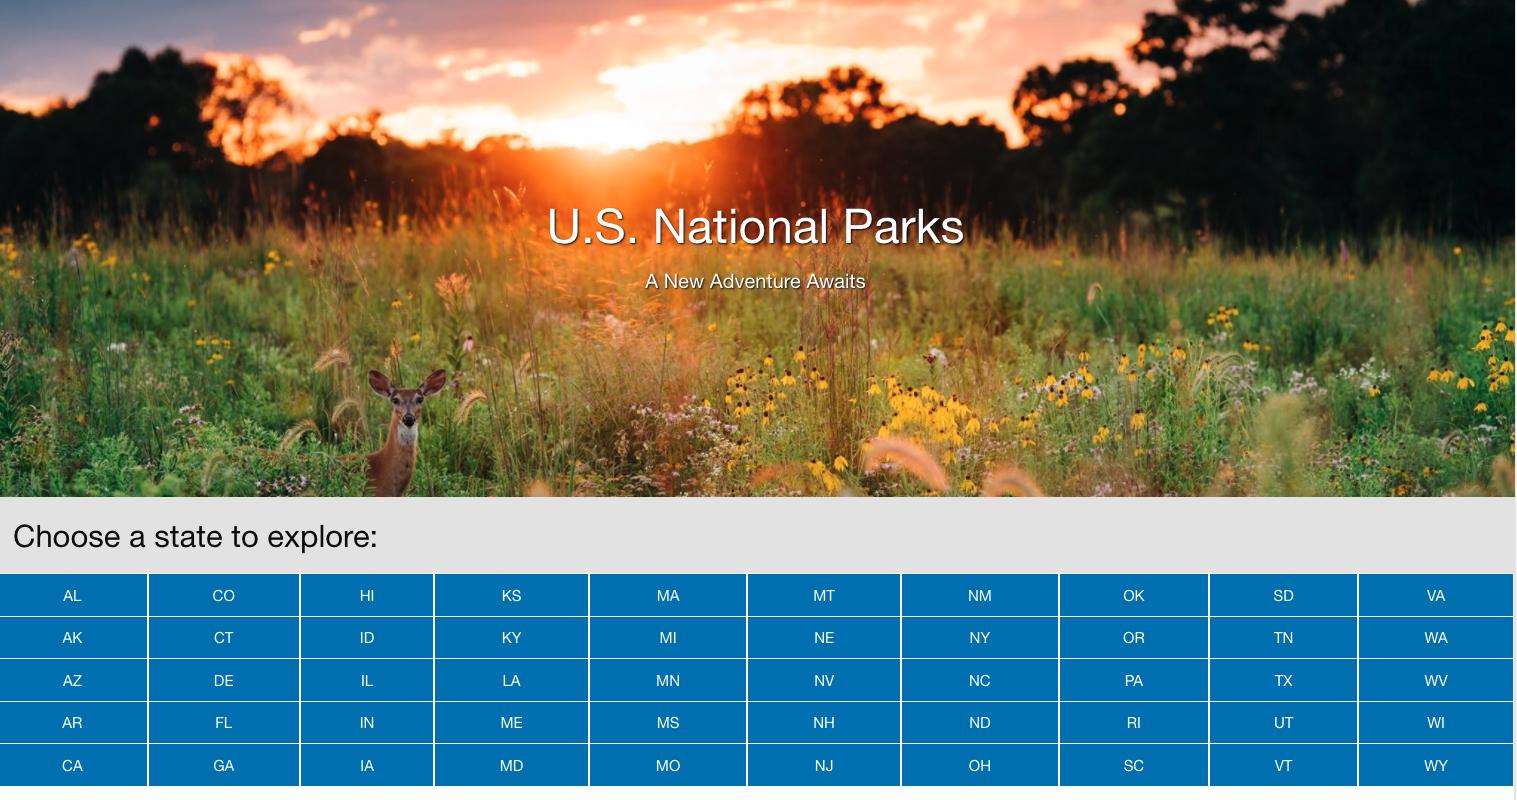 U.S. National Parks
A New Adventure Awaits
Choose a state to explore:
AL CO HI KS MA MT NM OK SD VA
AK CT ID KY MI NE NY OR TN WA
AZ DE IL LA MN NV NC PA TX WV
AR FL IN ME MS NH ND RI UT WI
CA GA IA MD MO NJ OH SC VT WY